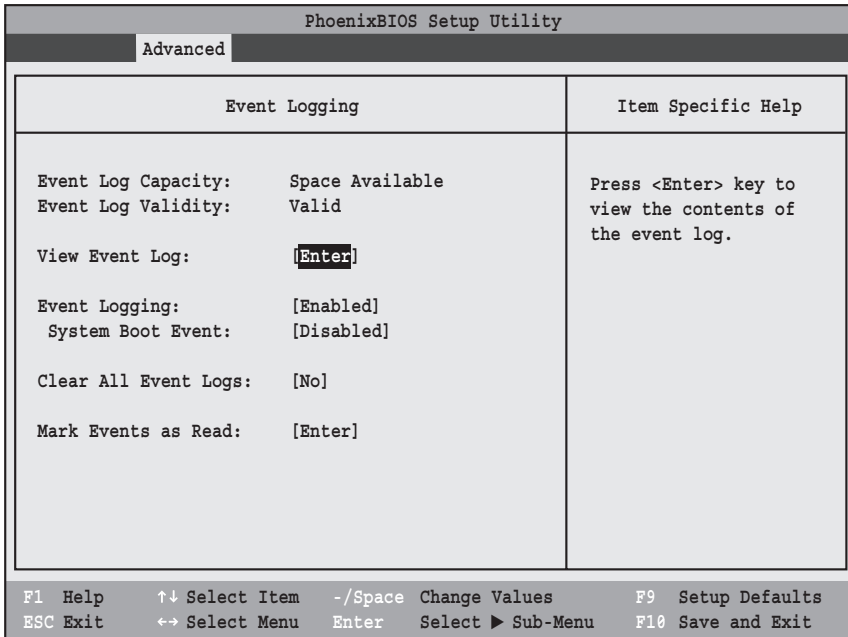 PhoenixBIOS Setup Utility
Advanced
Event Logging
Item Specific Help
Event Log Capacity: Space Available
Event Log Validity: Valid
View Event Log: [Enter]
Event Logging: [Enabled]
System Boot Event: [Disabled]
Clear All Event Logs: [No]
Mark Events as Read: [Enter]
Press <Enter> key to
view the contents of
the event log.
F1 Help ↑↓ Select Item -/Space Change Values F9 Setup Defaults
ESC Exit ←→ Select Menu Enter Select ▶ Sub-Menu F10 Save and Exit